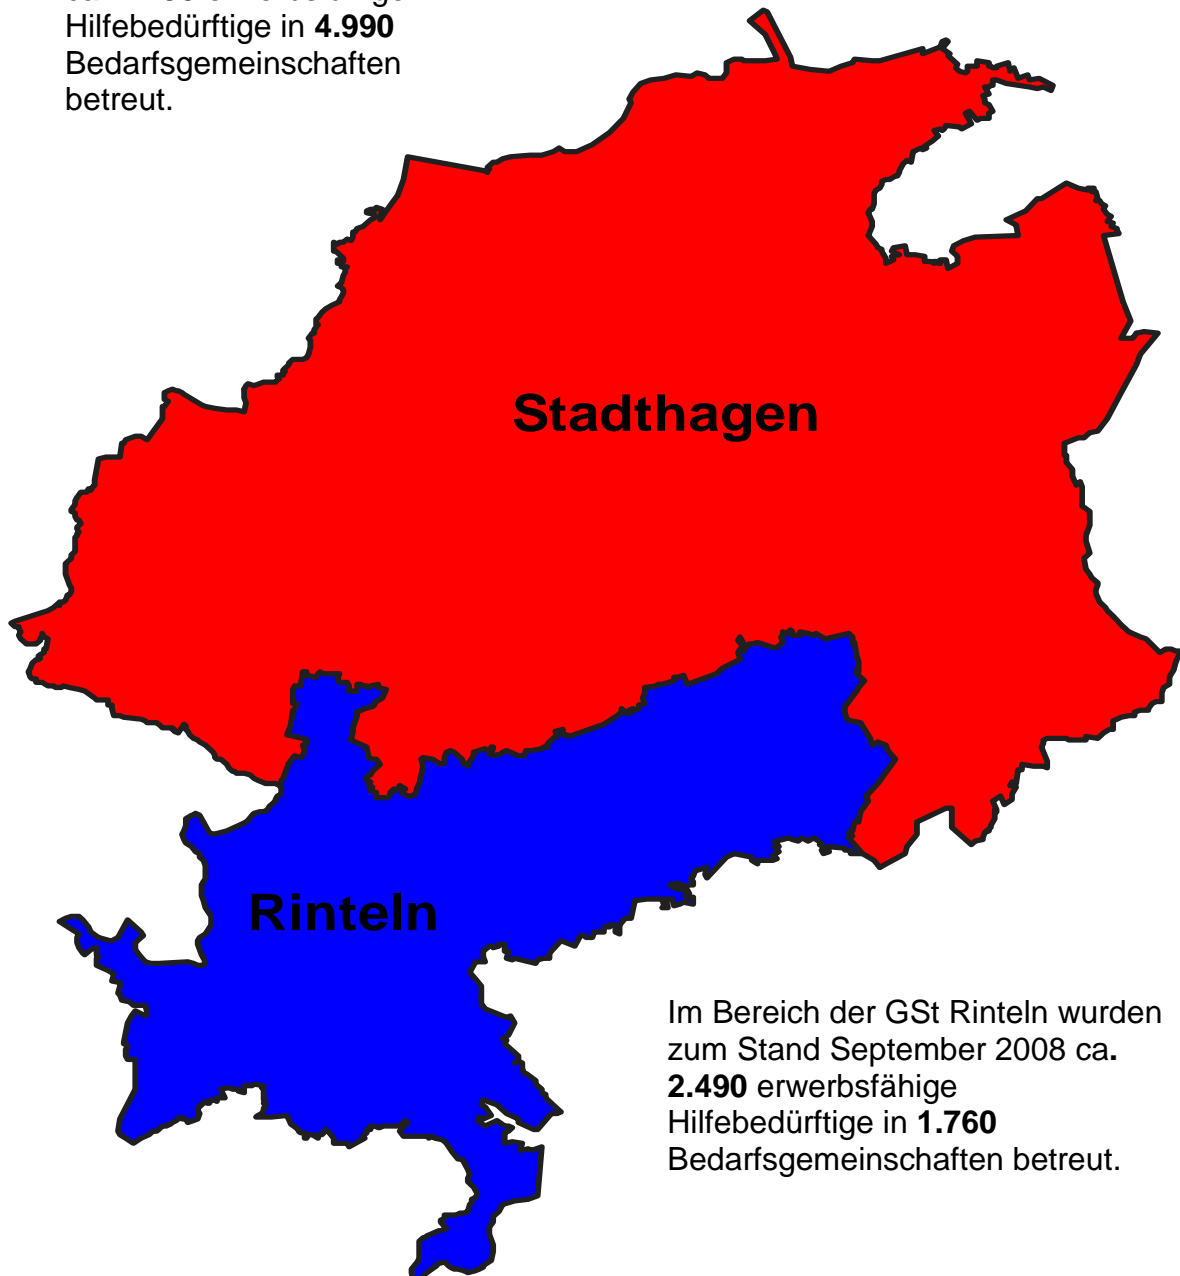 Hilfebedürftige in 4.990
Bedarfsgemeinschaften
betreut.
Stadthagen
Rinteln
Im Bereich der GSt Rinteln wurden
zum Stand September 2008 ca.
2.490 erwerbsfähige
Hilfebedürftige in 1.760
Bedarfsgemeinschaften betreut.